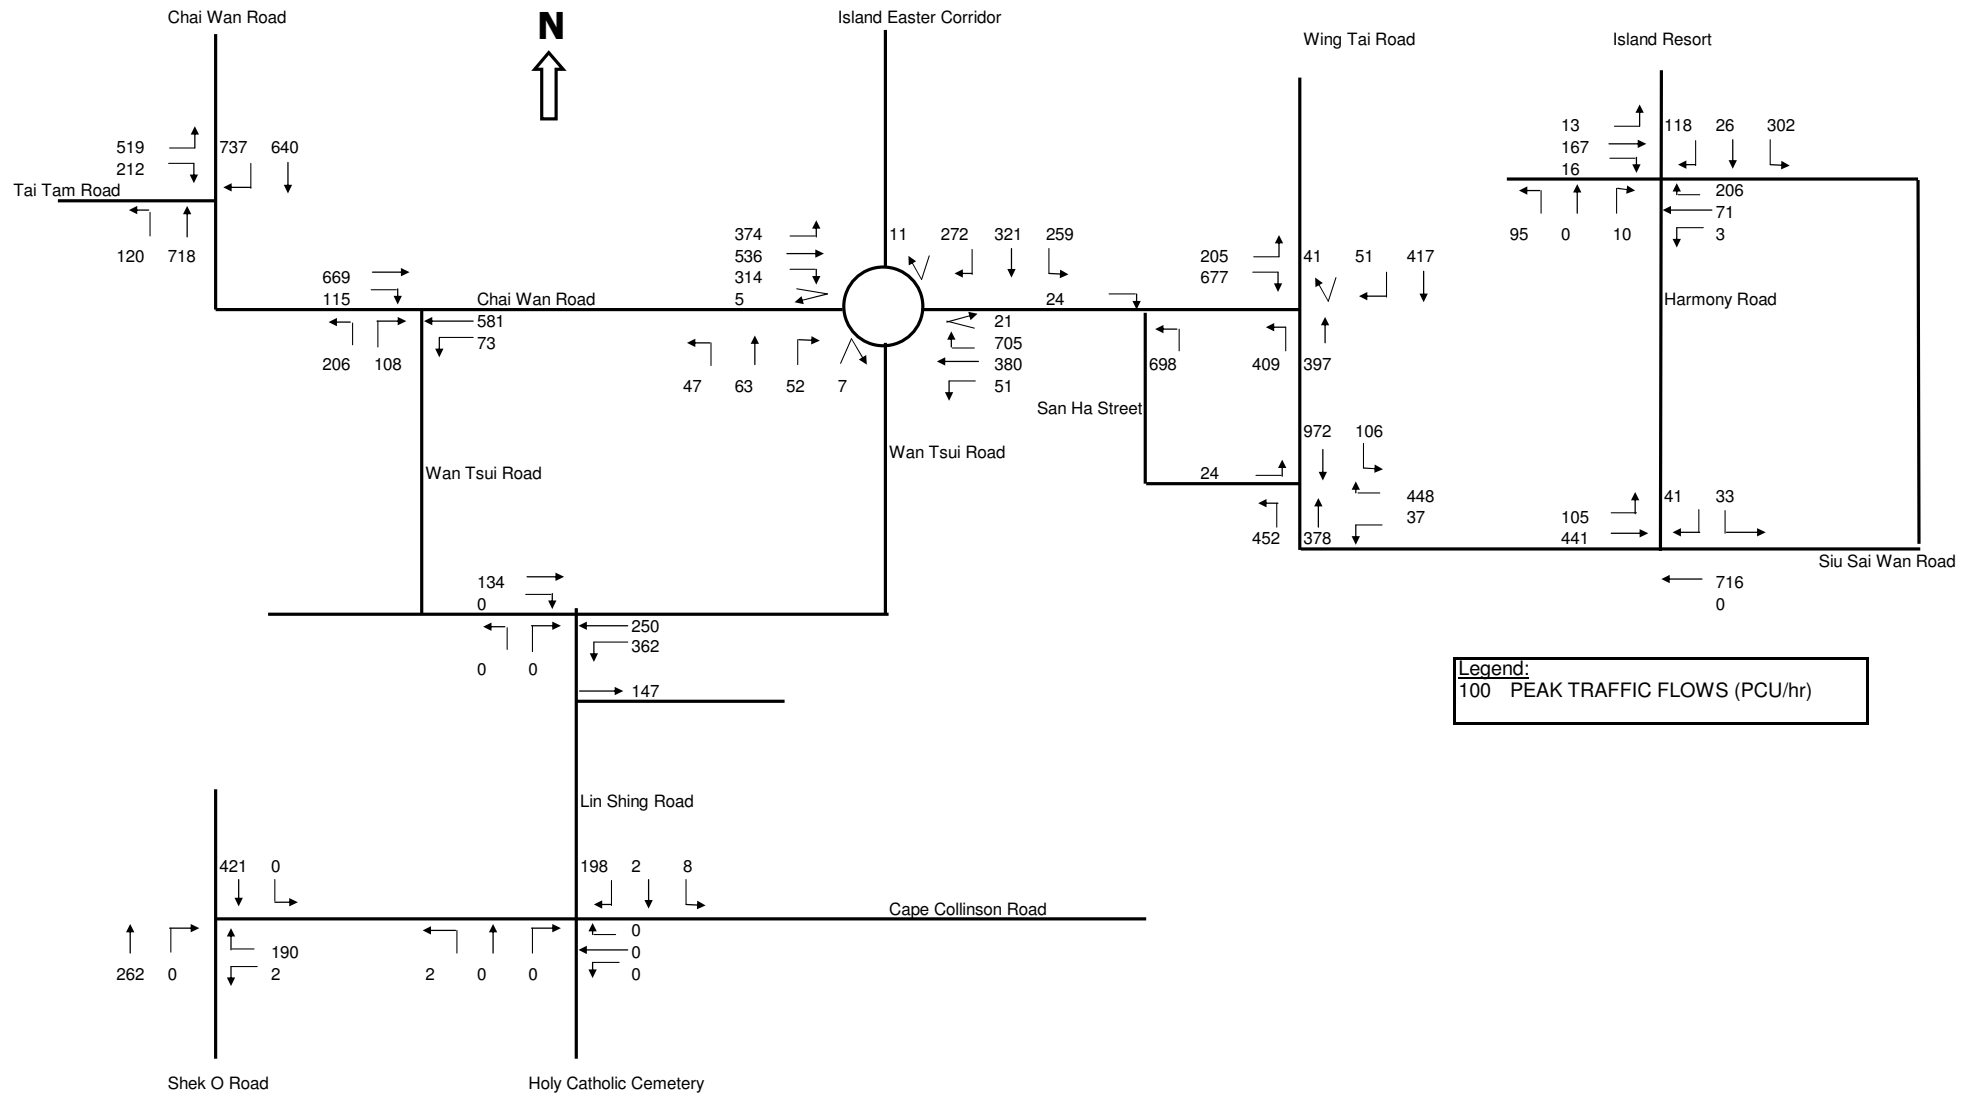 Chai Wan Road
N
Island Easter Corridor
Wing Tai Road
Island Resort
519
212
737 640
Tai Tam Road
120 718
13
167
16
118 26 302
206
71
3
95 0 10
374
536
314
5
11 272 321 259
205
677
41 51 417
669
115
Chai Wan Road
24
Harmony Road
581
73
206 108
21
705
380
51
47 63 52 7
698
409 397
San Ha Street
972 106
Wan Tsui Road
Wan Tsui Road
24
448
37
452 378
41 33
105
441
Siu Sai Wan Road
716
0
134
0
250
362
0 0
147
Legend:
100 PEAK TRAFFIC FLOWS (PCU/hr)
Lin Shing Road
421 0
198 2 8
Cape Collinson Road
190
2
262 0
0
0
0
2 0 0
Shek O Road
Holy Catholic Cemetery